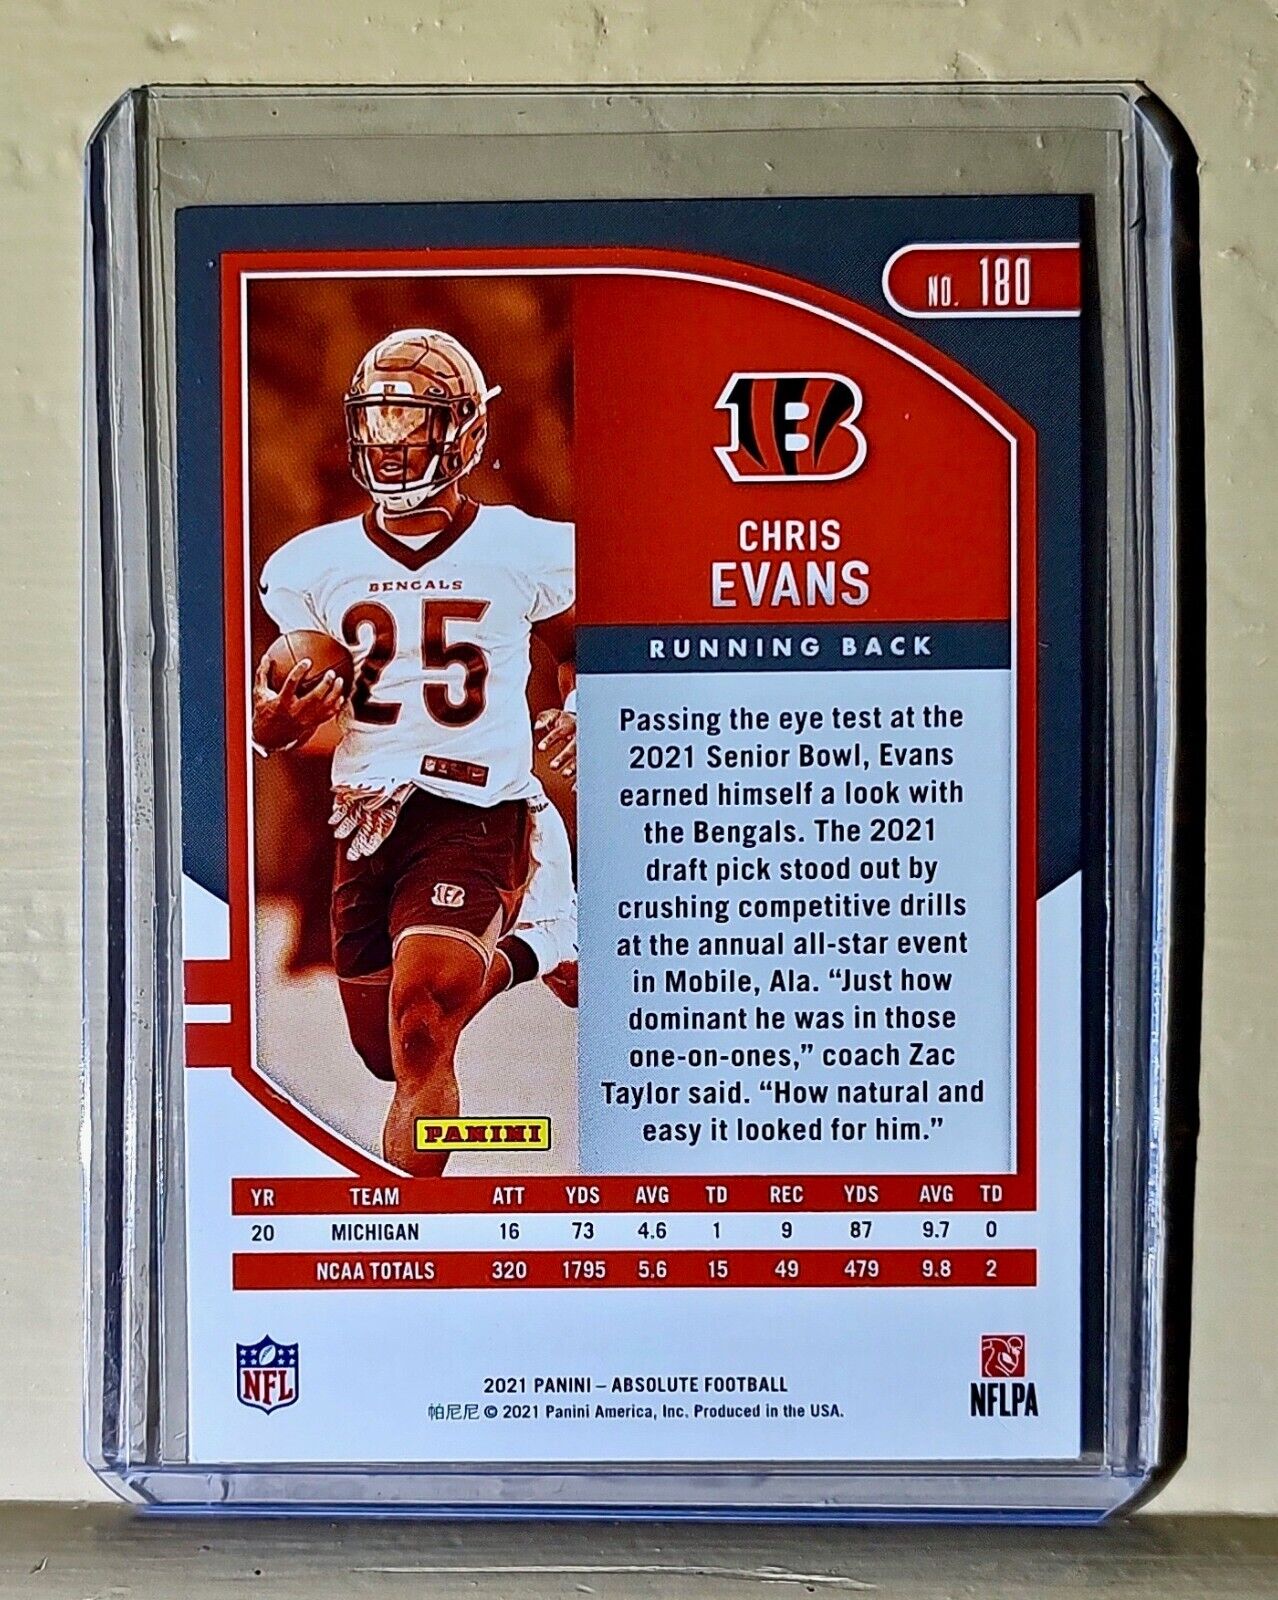 NO. 180
B
CHRIS
EVANS
RUNNING BACK
BENGALS
25
B
Passing the eye test at the
2021 Senior Bowl, Evans
earned himself a look with
the Bengals. The 2021
draft pick stood out by
crushing competitive drills
at the annual all-star event
in Mobile, Ala. “Just how
dominant he was in those
one-on-ones,” coach Zac
Taylor said. “How natural and
easy it looked for him.”
PANINI
YR TEAM ATT YDS AVG TD REC YDS AVG TD
20 MICHIGAN 16 73 4.6 1 9 87 9.7 0
NCAA TOTALS 320 1795 5.6 15 49 479 9.8 2
NFL
2021 PANINI – ABSOLUTE FOOTBALL
帕尼尼 © 2021 Panini America, Inc. Produced in the USA.
NFLPA